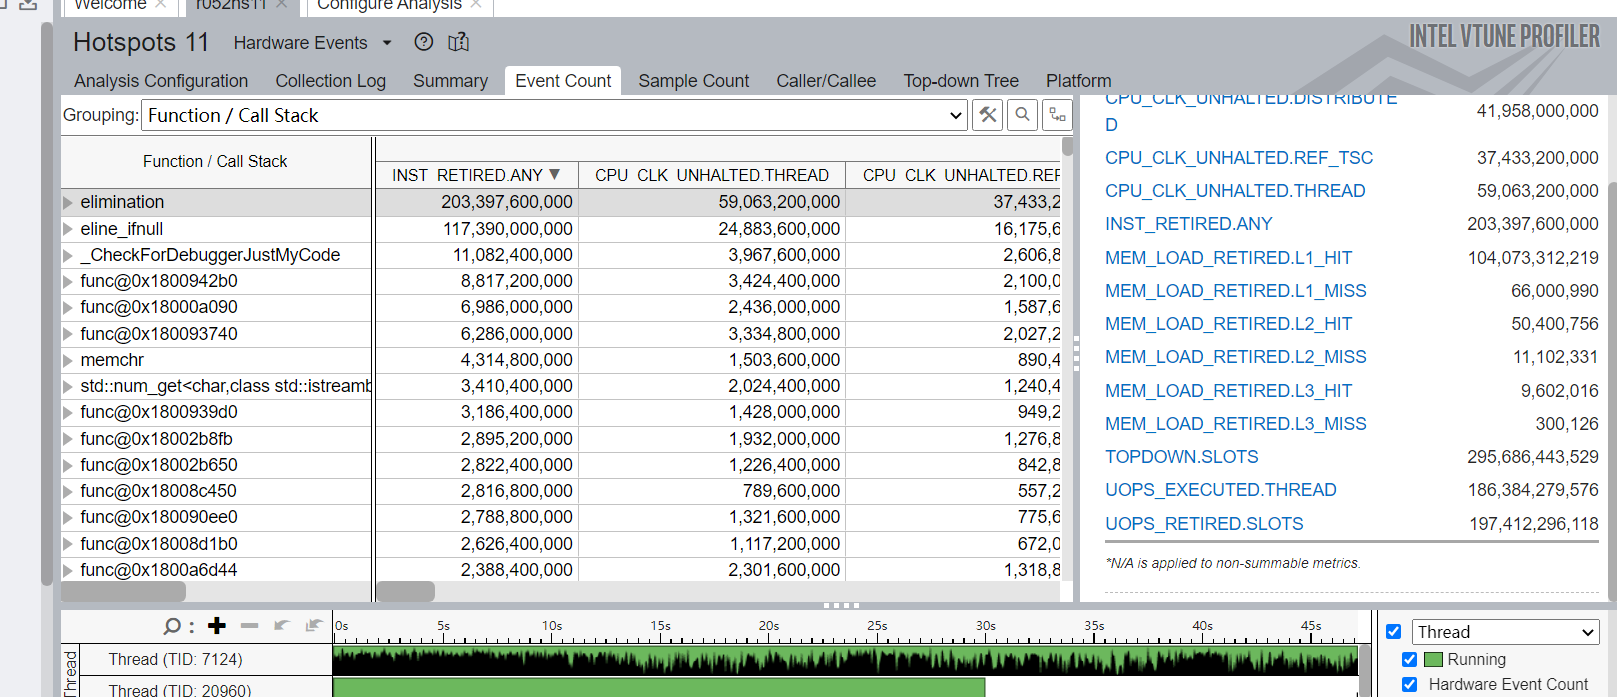 Welcome ×
r052hs11 ×
Configure Analysis ×
Hotspots 11 Hardware Events
INTEL VTUNE PROFILER
Analysis Configuration Collection Log Summary Event Count Sample Count Caller/Callee Top-down Tree Platform
Grouping: Function / Call Stack
Function / Call Stack
INST RETIRED.ANY ▼ CPU CLK UNHALTED.THREAD CPU CLK UNHALTED.REF
elimination 203,397,600,000 59,063,200,000 37,433,2
eline_ifnull 117,390,000,000 24,883,600,000 16,175,6
_CheckForDebuggerJustMyCode 11,082,400,000 3,967,600,000 2,606,8
func@0x1800942b0 8,817,200,000 3,424,400,000 2,100,0
func@0x18000a090 6,986,000,000 2,436,000,000 1,587,6
func@0x180093740 6,286,000,000 3,334,800,000 2,027,2
memchr 4,314,800,000 1,503,600,000 890,4
std::num_get<char,class std::istreamb 3,410,400,000 2,024,400,000 1,240,4
func@0x1800939d0 3,186,400,000 1,428,000,000 949,2
func@0x18002b8fb 2,895,200,000 1,932,000,000 1,276,8
func@0x18002b650 2,822,400,000 1,226,400,000 842,8
func@0x18008c450 2,816,800,000 789,600,000 557,2
func@0x180090ee0 2,788,800,000 1,321,600,000 775,6
func@0x18008d1b0 2,626,400,000 1,117,200,000 672,0
func@0x1800a6d44 2,388,400,000 2,301,600,000 1,318,8
CPU_CLK_UNHALTED.DISTRIBUTE
D 41,958,000,000
CPU_CLK_UNHALTED.REF_TSC 37,433,200,000
CPU_CLK_UNHALTED.THREAD 59,063,200,000
INST_RETIRED.ANY 203,397,600,000
MEM_LOAD_RETIRED.L1_HIT 104,073,312,219
MEM_LOAD_RETIRED.L1_MISS 66,000,990
MEM_LOAD_RETIRED.L2_HIT 50,400,756
MEM_LOAD_RETIRED.L2_MISS 11,102,331
MEM_LOAD_RETIRED.L3_HIT 9,602,016
MEM_LOAD_RETIRED.L3_MISS 300,126
TOPDOWN.SLOTS 295,686,443,529
UOPS_EXECUTED.THREAD 186,384,279,576
UOPS_RETIRED.SLOTS 197,412,296,118
*N/A is applied to non-summable metrics.
0s 5s 10s 15s 20s 25s 30s 35s 40s 45s
Thread
Thread (TID: 7124)
Thread (TID: 20960)
Thread
Running
Hardware Event Count